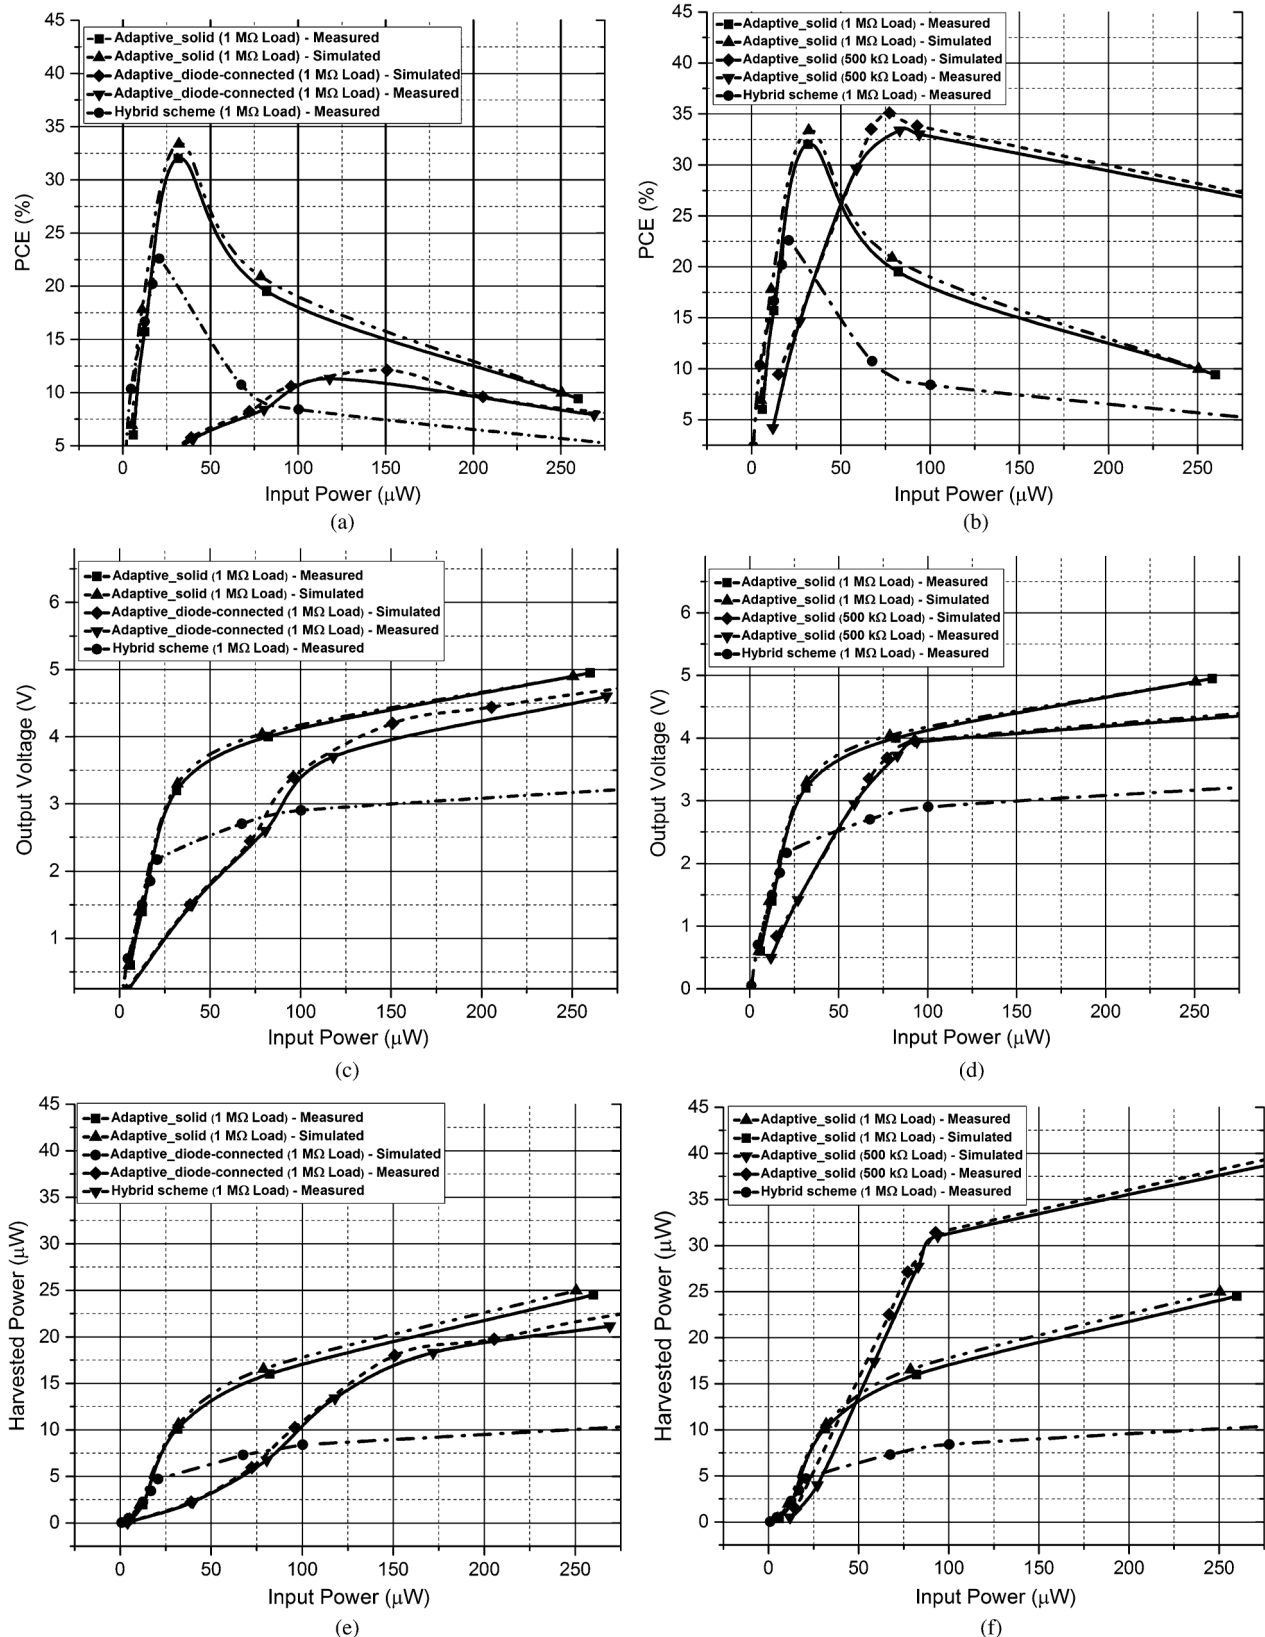 45
40
35
30
25
20
15
10
5
PCE (%)
Adaptive_solid (1 MΩ Load) - Measured
Adaptive_solid (1 MΩ Load) - Simulated
Adaptive_diode-connected (1 MΩ Load) - Simulated
Adaptive_diode-connected (1 MΩ Load) - Measured
Hybrid scheme (1 MΩ Load) - Measured
0 50 100 150 200 250
Input Power (μW)
(a)
45
40
35
30
25
20
15
10
5
PCE (%)
Adaptive_solid (1 MΩ Load) - Measured
Adaptive_solid (1 MΩ Load) - Simulated
Adaptive_solid (500 kΩ Load) - Simulated
Adaptive_solid (500 kΩ Load) - Measured
Hybrid scheme (1 MΩ Load) - Measured
0 50 100 150 200 250
Input Power (μW)
(b)
6
5
4
3
2
1
Output Voltage (V)
Adaptive_solid (1 MΩ Load) - Measured
Adaptive_solid (1 MΩ Load) - Simulated
Adaptive_diode-connected (1 MΩ Load) - Simulated
Adaptive_diode-connected (1 MΩ Load) - Measured
Hybrid scheme (1 MΩ Load) - Measured
0 50 100 150 200 250
Input Power (μW)
(c)
6
5
4
3
2
1
0
Output Voltage (V)
Adaptive_solid (1 MΩ Load) - Measured
Adaptive_solid (1 MΩ Load) - Simulated
Adaptive_solid (500 kΩ Load) - Simulated
Adaptive_solid (500 kΩ Load) - Measured
Hybrid scheme (1 MΩ Load) - Measured
0 50 100 150 200 250
Input Power (μW)
(d)
45
40
35
30
25
20
15
10
5
0
Harvested Power (μW)
Adaptive_solid (1 MΩ Load) - Measured
Adaptive_solid (1 MΩ Load) - Simulated
Adaptive_diode-connected (1 MΩ Load) - Simulated
Adaptive_diode-connected (1 MΩ Load) - Measured
Hybrid scheme (1 MΩ Load) - Measured
0 50 100 150 200 250
Input Power (μW)
(e)
45
40
35
30
25
20
15
10
5
0
Harvested Power (μW)
Adaptive_solid (1 MΩ Load) - Measured
Adaptive_solid (1 MΩ Load) - Simulated
Adaptive_solid (500 kΩ Load) - Simulated
Adaptive_solid (500 kΩ Load) - Measured
Hybrid scheme (1 MΩ Load) - Measured
0 50 100 150 200 250
Input Power (μW)
(f)